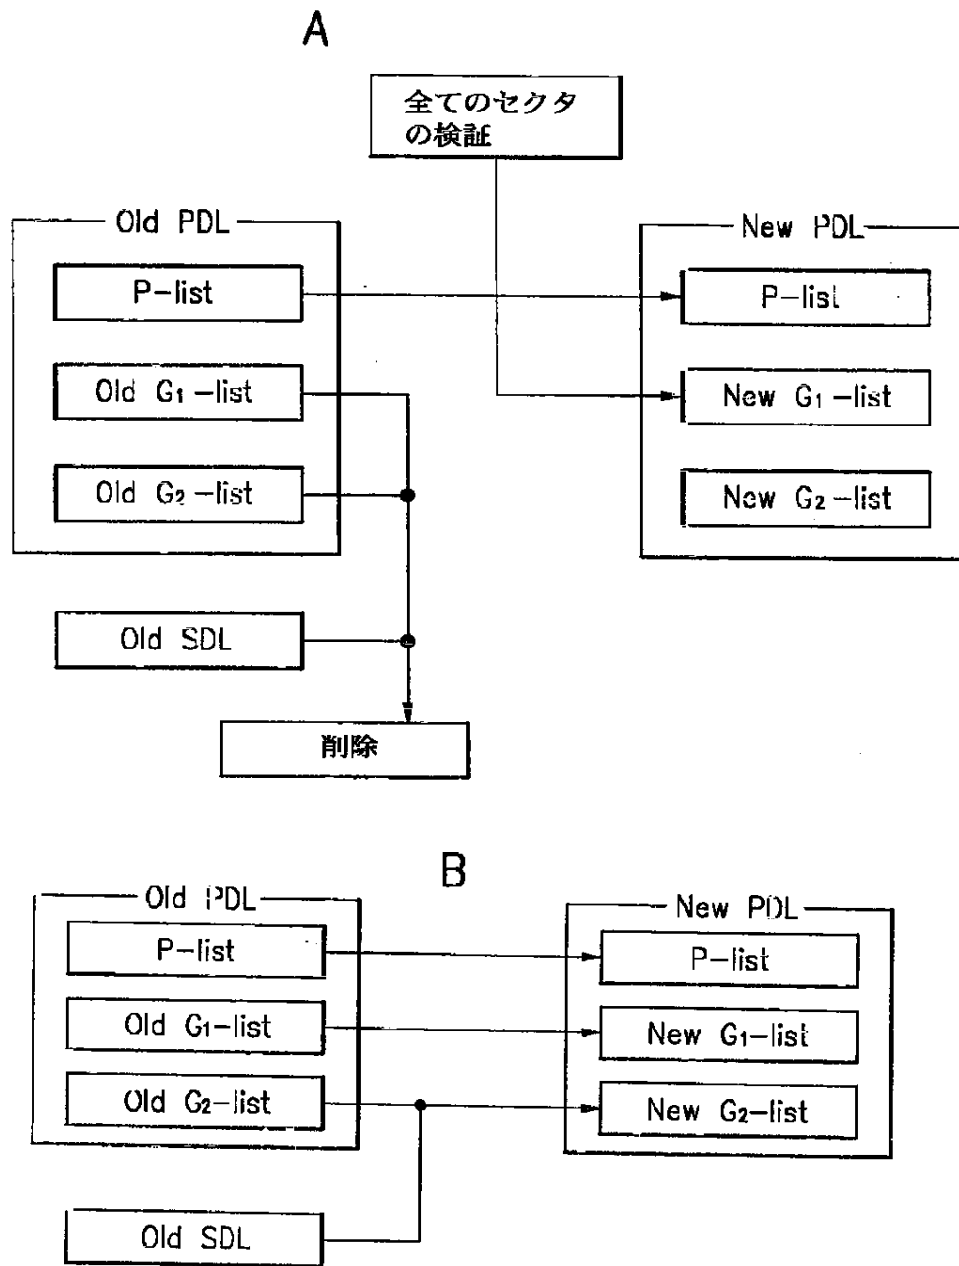 A
全てのセクタ
の検証
Old PDL
New PDL
P-list
P-list
Old G₁-list
New G₁-list
Old G₂-list
New G₂-list
Old SDL
削除
B
Old PDL
New PDL
P-list
P-list
Old G₁-list
New G₁-list
Old G₂-list
New G₂-list
Old SDL